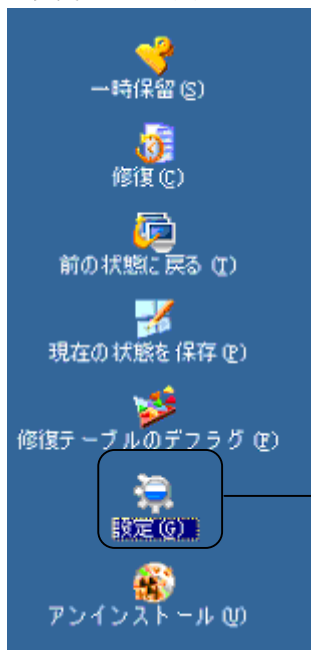 一時保留(S)
修復(C)
前の状態に戻る (T)
現在の状態を保存(P)
修復テーブルのデフラグ(F)
設定(G)
アンインストール(U)